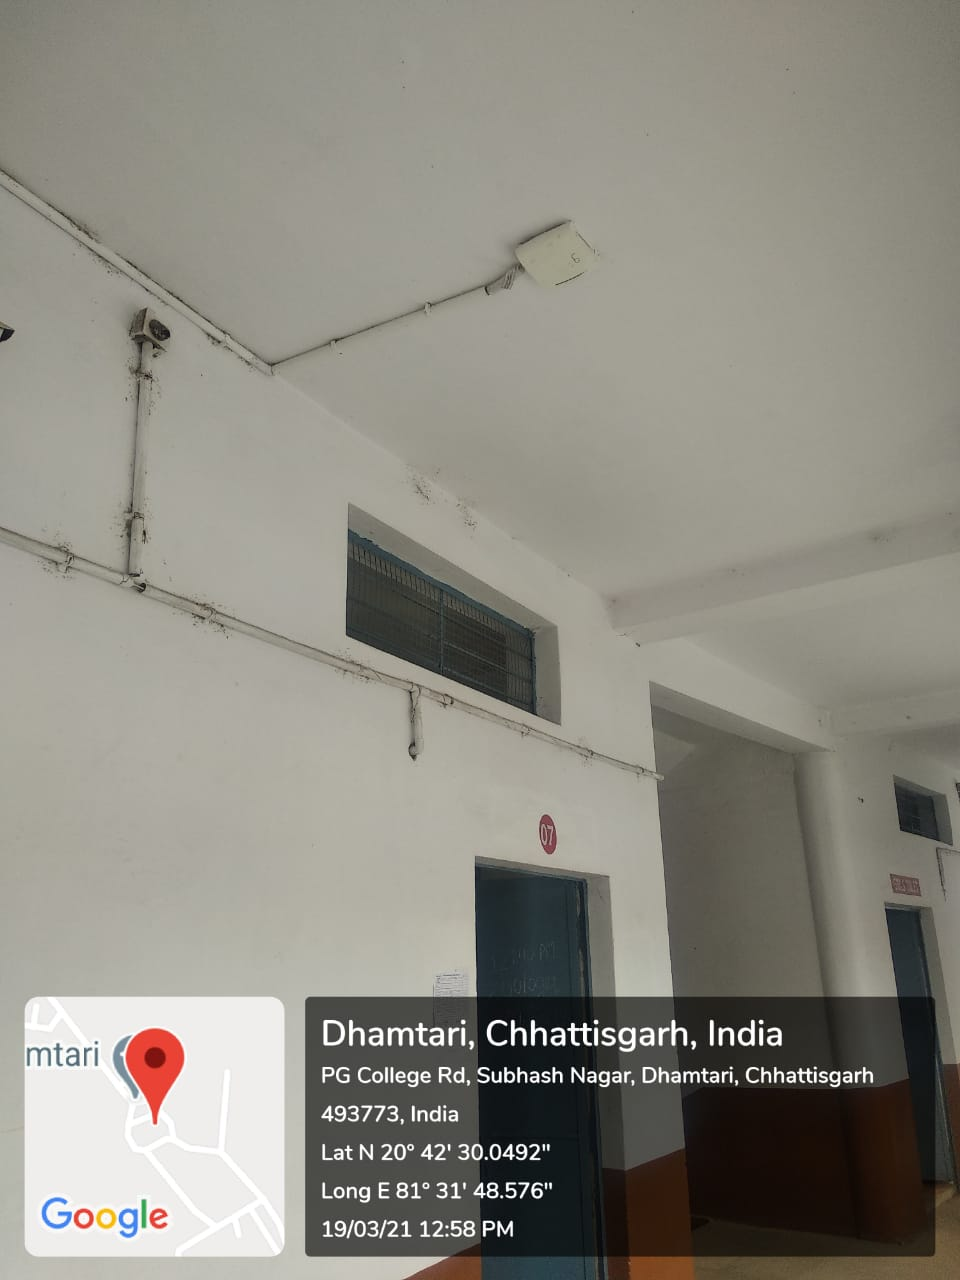 6
07
mtari
Google
Dhamtari, Chhattisgarh, India
PG College Rd, Subhash Nagar, Dhamtari, Chhattisgarh
493773, India
Lat N 20° 42' 30.0492"
Long E 81° 31' 48.576"
19/03/21 12:58 PM